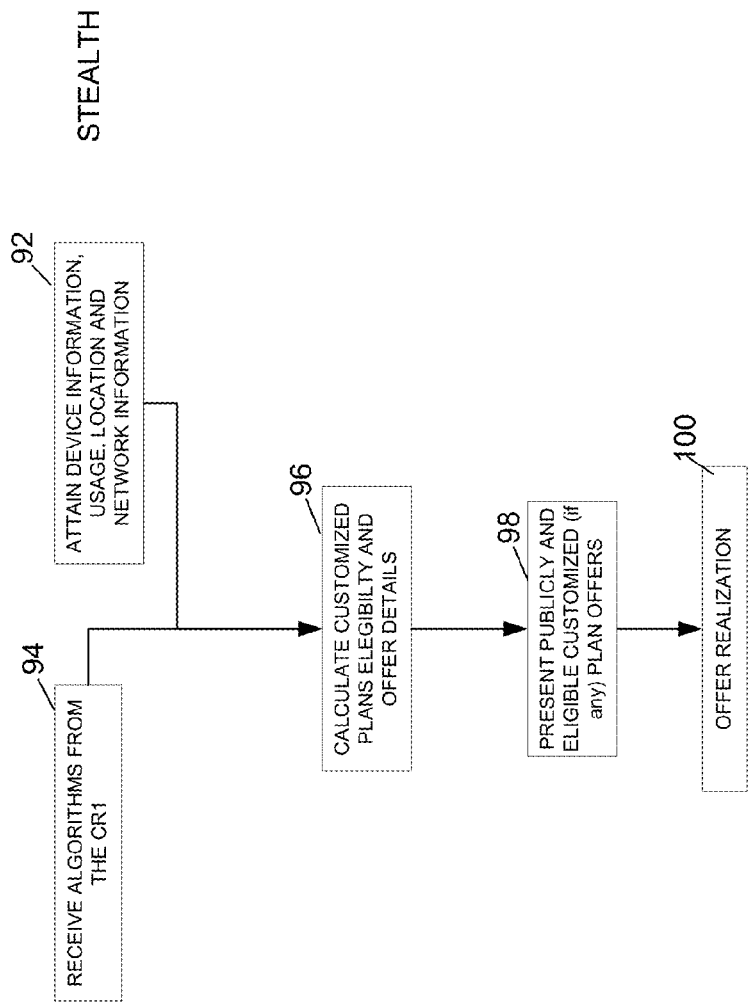 STEALTH
92
ATTAIN DEVICE INFORMATION,
USAGE, LOCATION AND
NETWORK INFORMATION
94
RECEIVE ALGORITHMS FROM
THE CR1
96
CALCULATE CUSTOMIZED
PLANS ELEGIBILTY AND
OFFER DETAILS
98
PRESENT PUBLICLY AND
ELIGIBLE CUSTOMIZED (if
any) PLAN OFFERS
100
OFFER REALIZATION